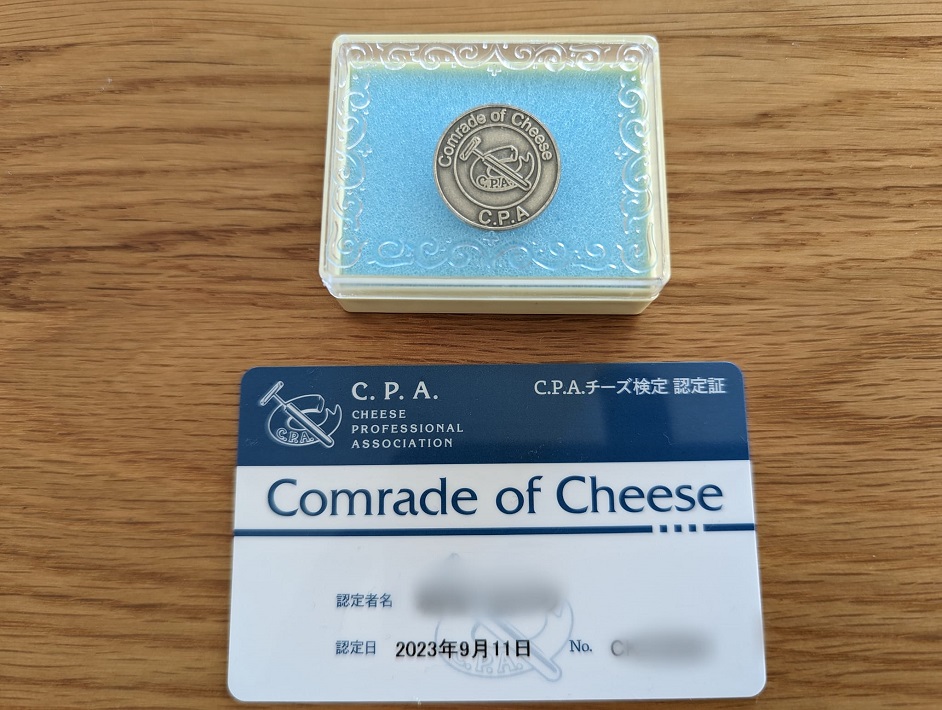 Comrade of Cheese
C.P.A.
C.P.A
C. P. A.
CHEESE
PROFESSIONAL
ASSOCIATION
C.P.A.
C.P.A.チーズ検定 認定証
Comrade of Cheese
認定者名
認定日 2023年9月11日 No.
C.P.A.